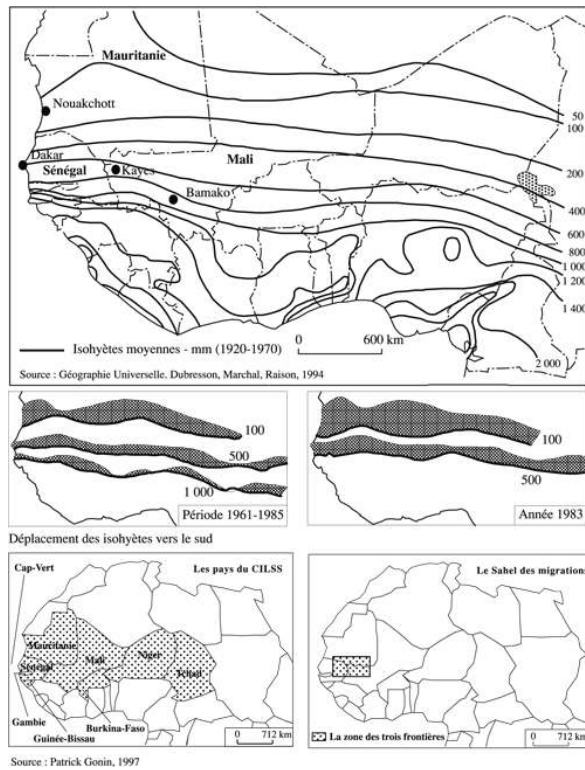 Mauritanie
Nouakchott
50
100
Dakar
Sénégal
Kayes
Mali
200
Bamako
400
600
800
1 000
1 200
1 400
2 000
0 600 km
Isohyètes moyennes - mm (1920-1970)
Source : Géographie Universelle. Dubresson, Marchal, Raison, 1994
100
500
1 000
Période 1961-1985
100
500
Année 1983
Déplacement des isohyètes vers le sud
Cap-Vert
Les pays du CILSS
Mauritanie
Sénégal
Mali
Niger
Tchad
Gambie
Guinée-Bissau
Burkina-Faso
0 712 km
Le Sahel des migrations
La zone des trois frontières
0 712 km
Source : Patrick Gonin, 1997